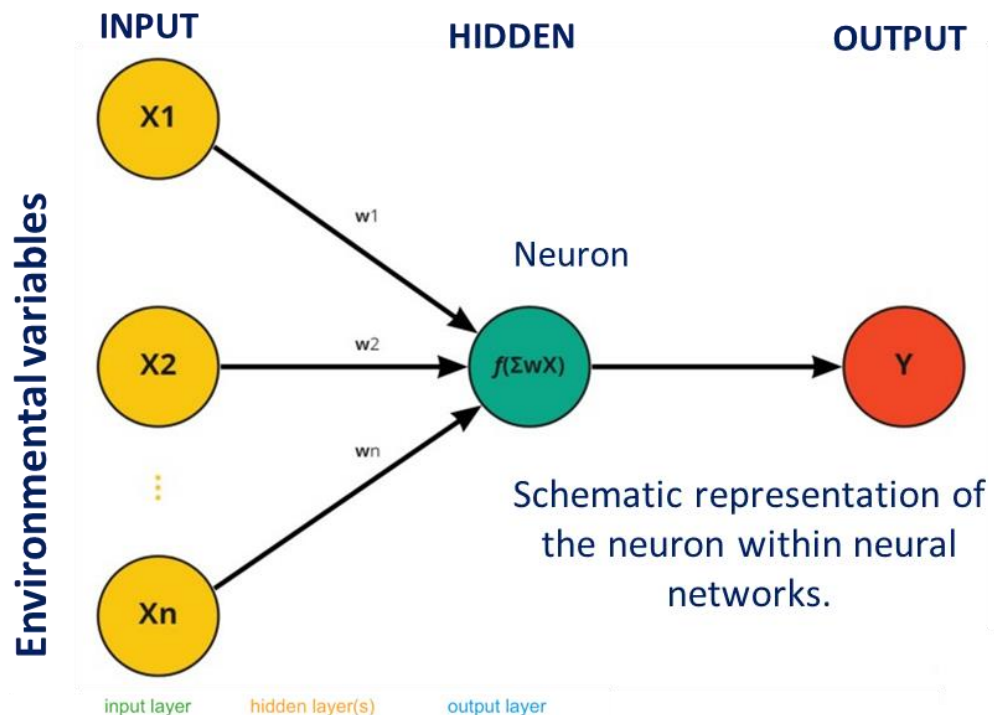 INPUT
HIDDEN
OUTPUT
Environmental variables
X1
w1
Neuron
X2
w2
f(ΣwX)
Y
wn
Xn
Schematic representation of
the neuron within neural
networks.
input layer
hidden layer(s)
output layer